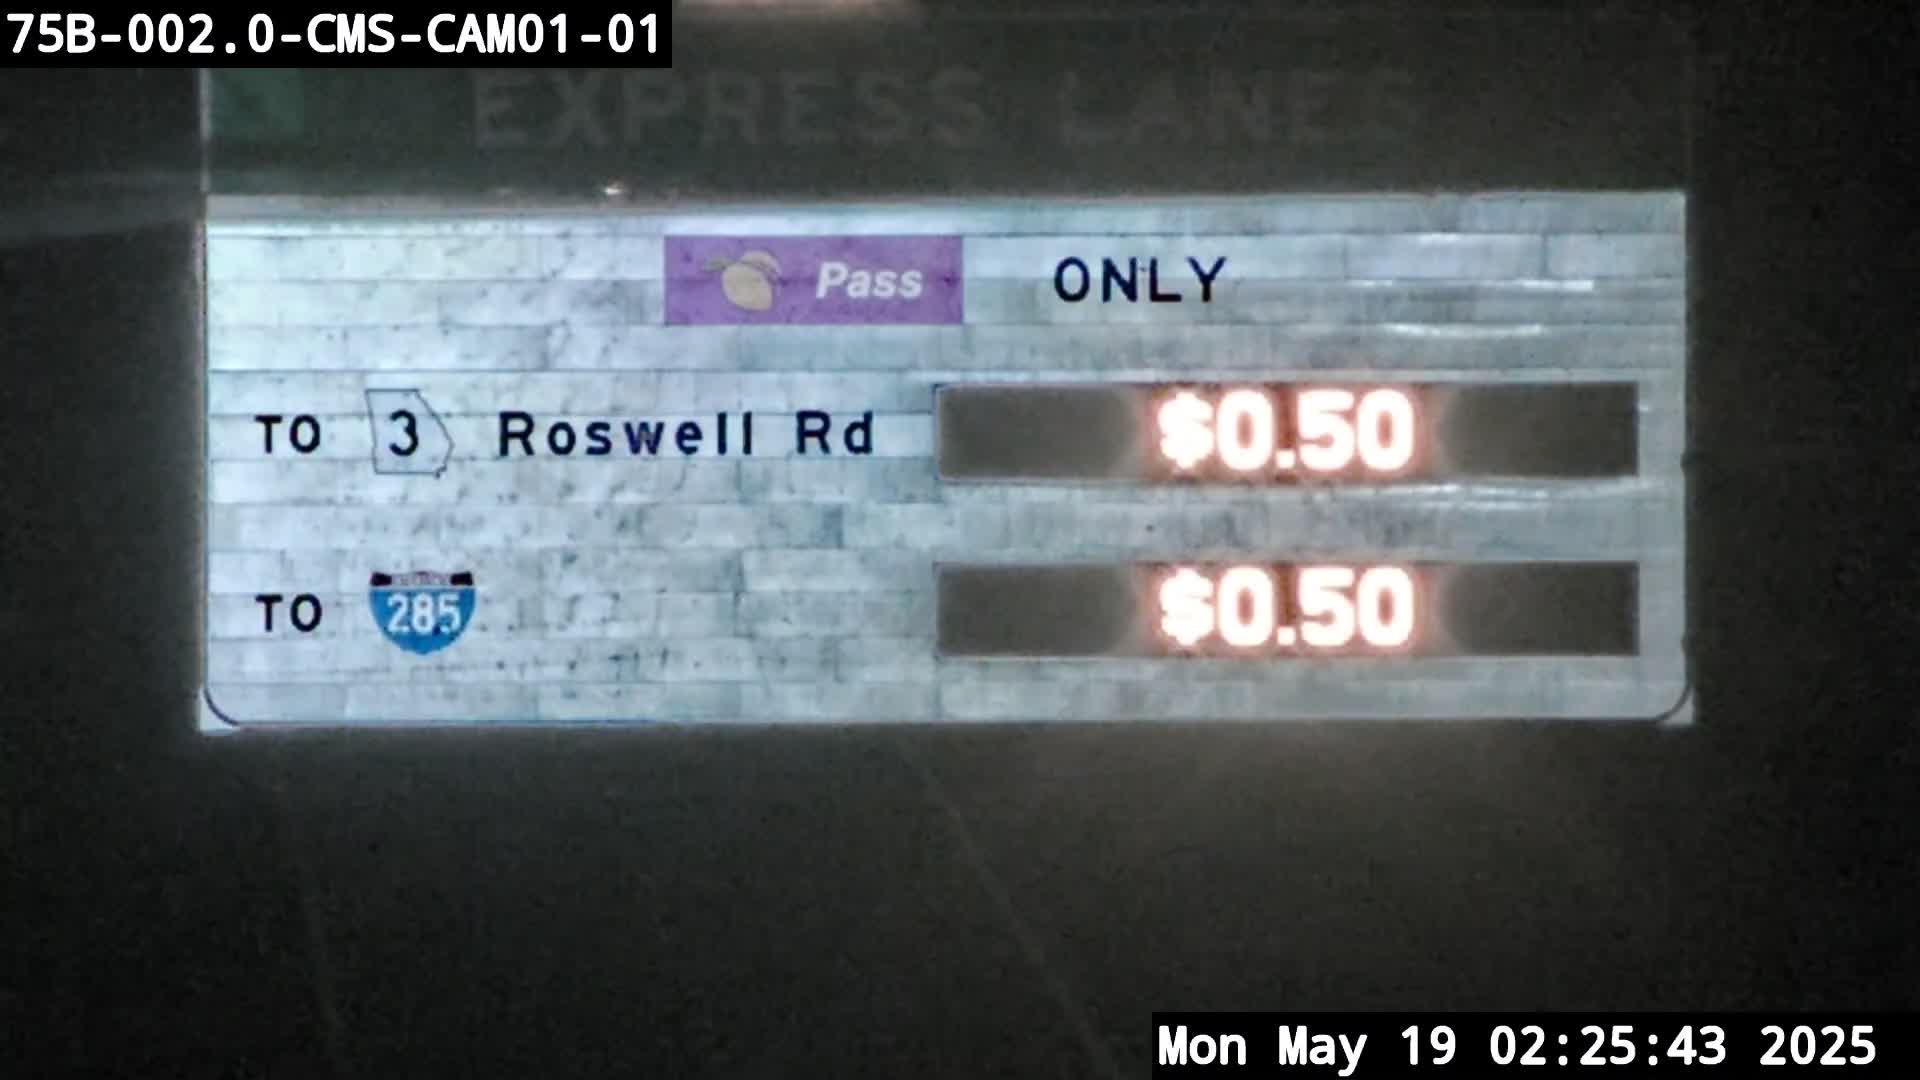 75B-002.0-CMS-CAM01-01
EXPRESS LANES
Pass ONLY
TO 3 Roswell Rd $0.50
TO 285 $0.50
Mon May 19 02:25:43 2025